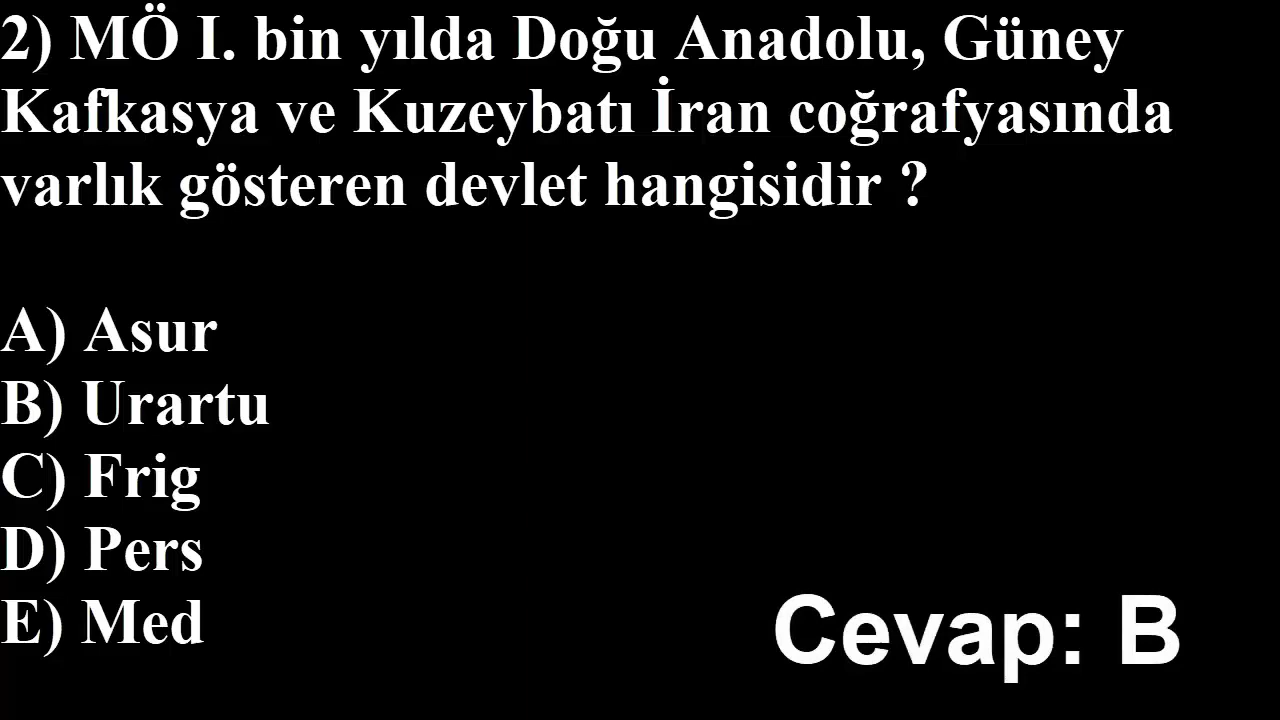 2) MÖ I. bin yılda Doğu Anadolu, Güney
Kafkasya ve Kuzeybatı İran coğrafyasında
varlık gösteren devlet hangisidir ?
A) Asur
B) Urartu
C) Frig
D) Pers
E) Med
Cevap: B